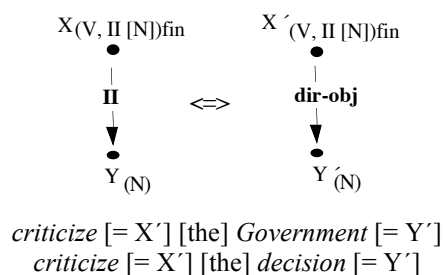 X(V, II [N])fin X´(V, II [N])fin
II <=> dir-obj
Y(N) Y´(N)
criticize [= X´] [the] Government [= Y´]
criticize [= X´] [the] decision [= Y´]